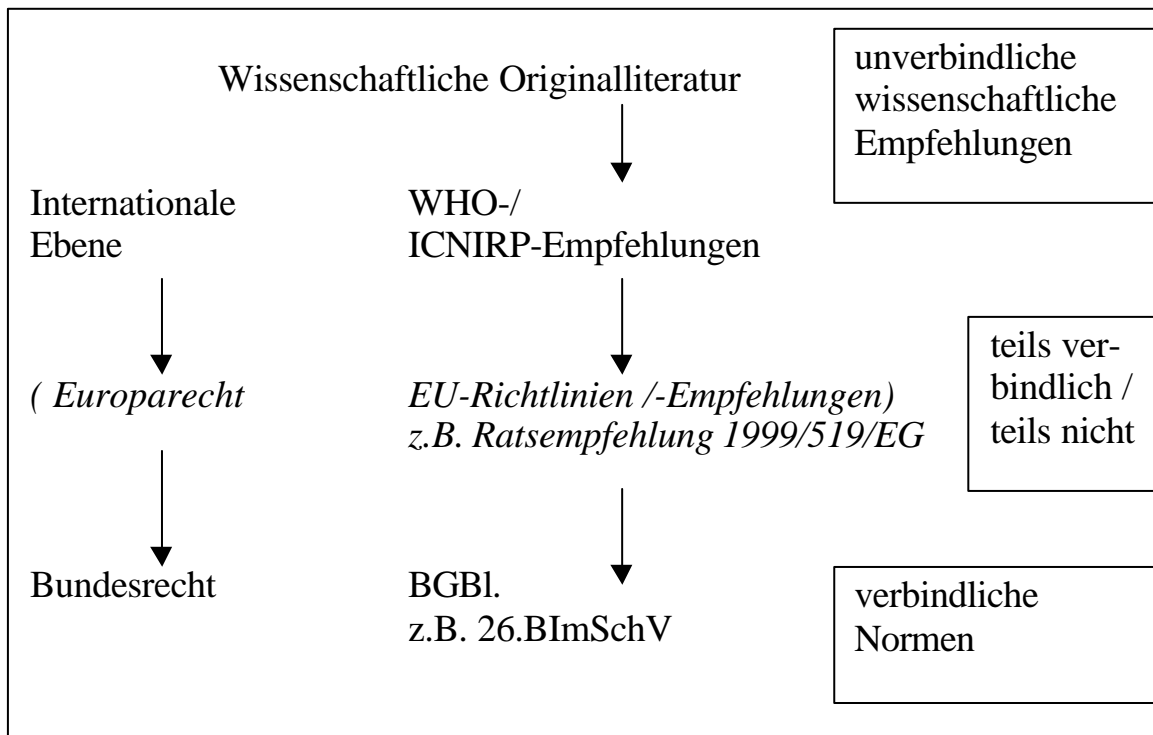 Wissenschaftliche Originalliteratur
unverbindliche
wissenschaftliche
Empfehlungen
Internationale
Ebene
WHO-/
ICNIRP-Empfehlungen
( Europarecht
EU-Richtlinien /-Empfehlungen)
z.B. Ratsempfehlung 1999/519/EG
teils ver-
bindlich /
teils nicht
Bundesrecht
BGBl.
z.B. 26.BImSchV
verbindliche
Normen